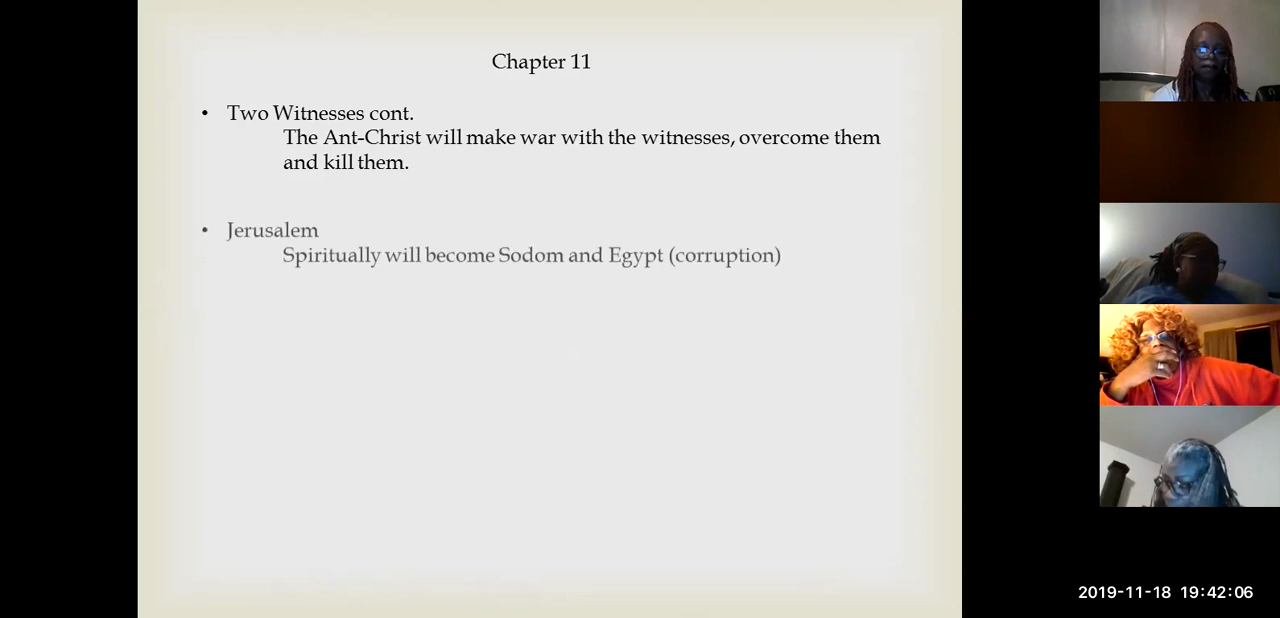 Chapter 11
• Two Witnesses cont.
The Ant-Christ will make war with the witnesses, overcome them
and kill them.
• Jerusalem
Spiritually will become Sodom and Egypt (corruption)
2019-11-18 19:42:06